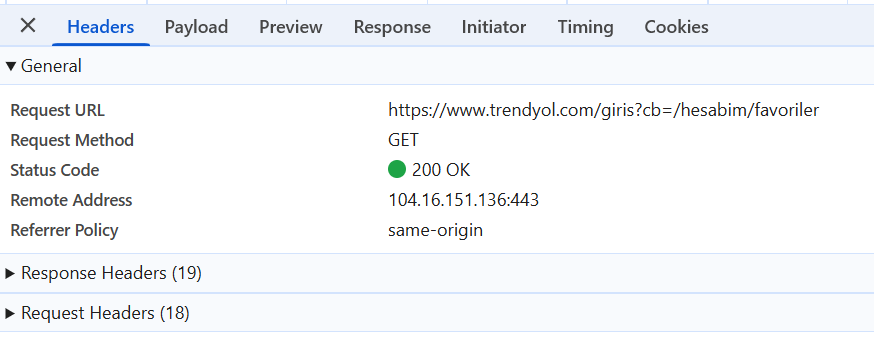 Headers Payload Preview Response Initiator Timing Cookies
General
Request URL https://www.trendyol.com/giris?cb=/hesabim/favoriler
Request Method GET
Status Code 200 OK
Remote Address 104.16.151.136:443
Referrer Policy same-origin
Response Headers (19)
Request Headers (18)